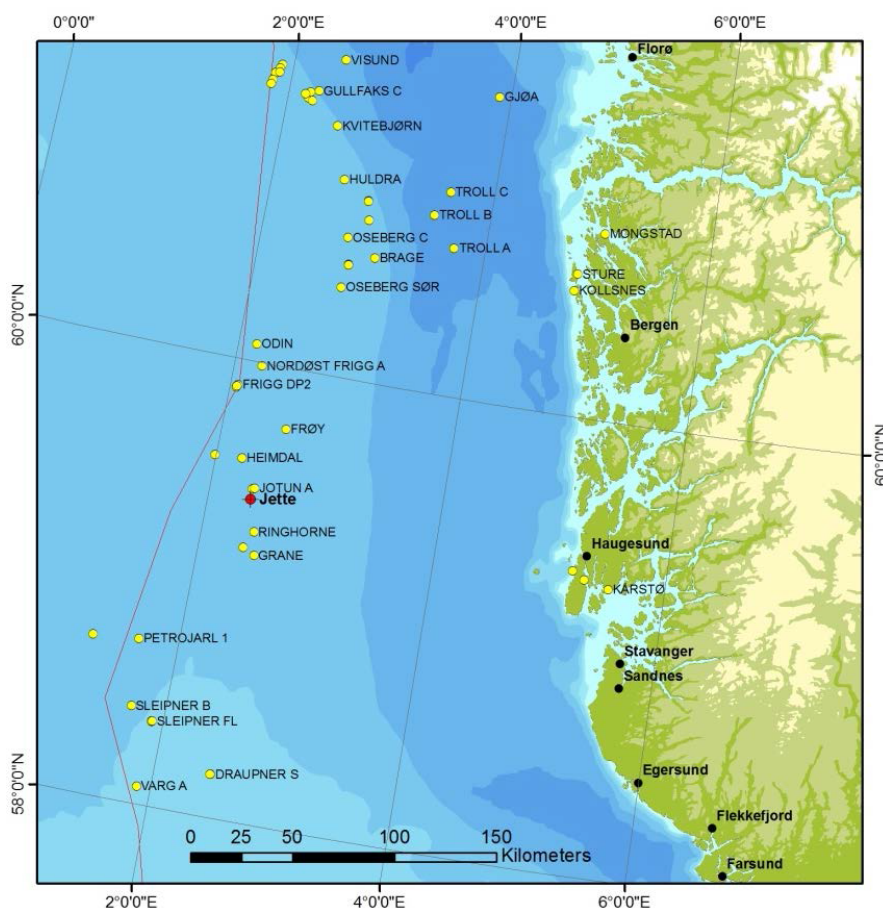 0°0'0"E
2°0'0"E
4°0'0"E
6°0'0"E
Florø
VISUND
GULLFAKS C
GJØA
KVITEBJØRN
HULDRA
TROLL C
TROLL B
MONGSTAD
OSEBERG C
TROLL A
BRAGE
STURE
OSEBERG SØR
KOLLSNES
60°0'0"N
Bergen
ODIN
NORDØST FRIGG A
FRIGG DP2
FRØY
60°0'0"N
HEIMDAL
JOTUN A
Jette
RINGHORNE
Haugesund
GRANE
KÅRSTØ
PETROJARL 1
Stavanger
Sandnes
SLEIPNER B
SLEIPNER FL
DRAUPNER S
58°0'0"N
VARG A
Egersund
Flekkefjord
0 25 50 100 150
Kilometers
Farsund
2°0'0"E
4°0'0"E
6°0'0"E